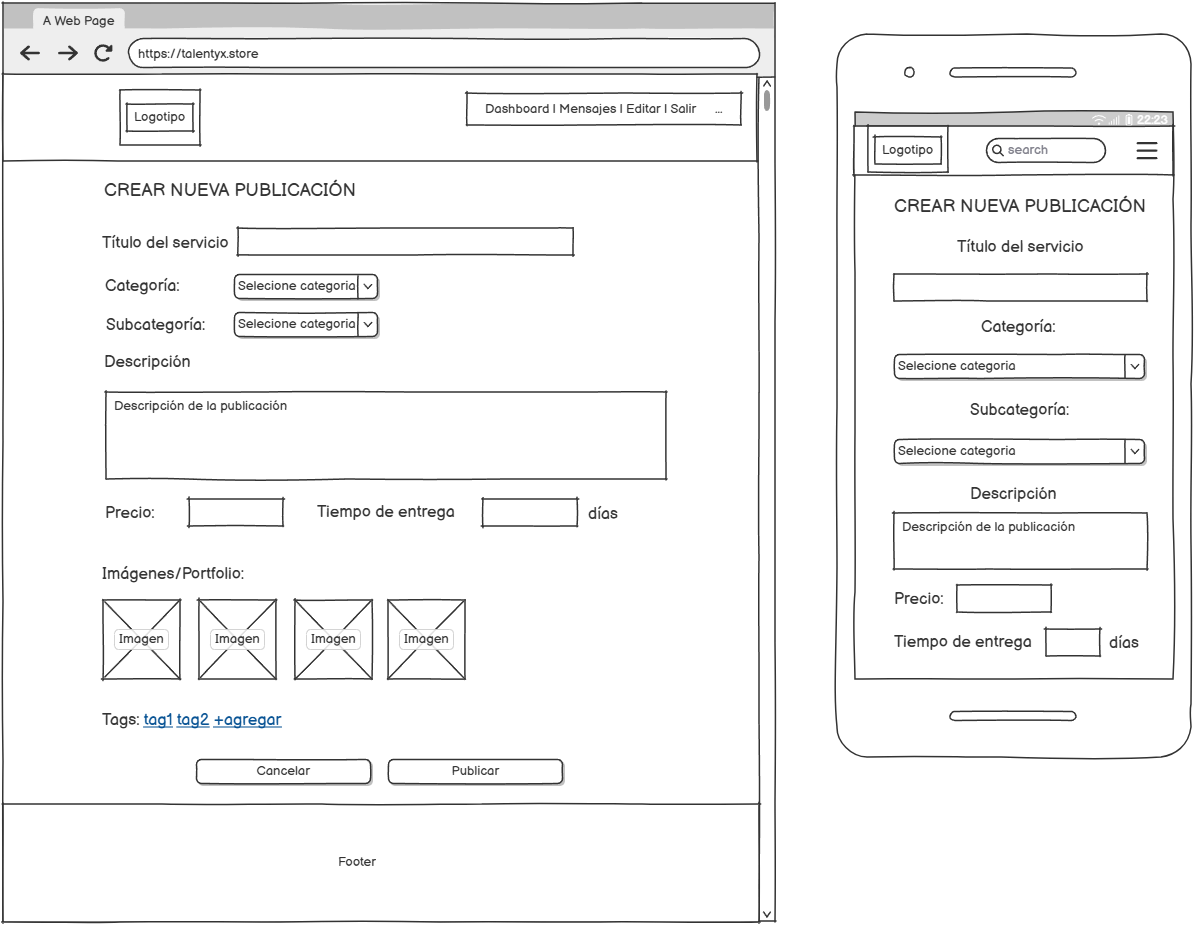 A Web Page
https://talentyx.store
Logotipo
Dashboard | Mensajes | Editar | Salir ...
CREAR NUEVA PUBLICACIÓN
Título del servicio
Categoría:
Selecione categoria
Subcategoría:
Selecione categoria
Descripción
Descripción de la publicación
Precio:
Tiempo de entrega
días
Imágenes/Portfolio:
Imagen Imagen Imagen Imagen
Tags: tag1 tag2 +agregar
Cancelar
Publicar
Footer
22:23
Logotipo
search
CREAR NUEVA PUBLICACIÓN
Título del servicio
Categoría:
Selecione categoria
Subcategoría:
Selecione categoria
Descripción
Descripción de la publicación
Precio:
Tiempo de entrega
días